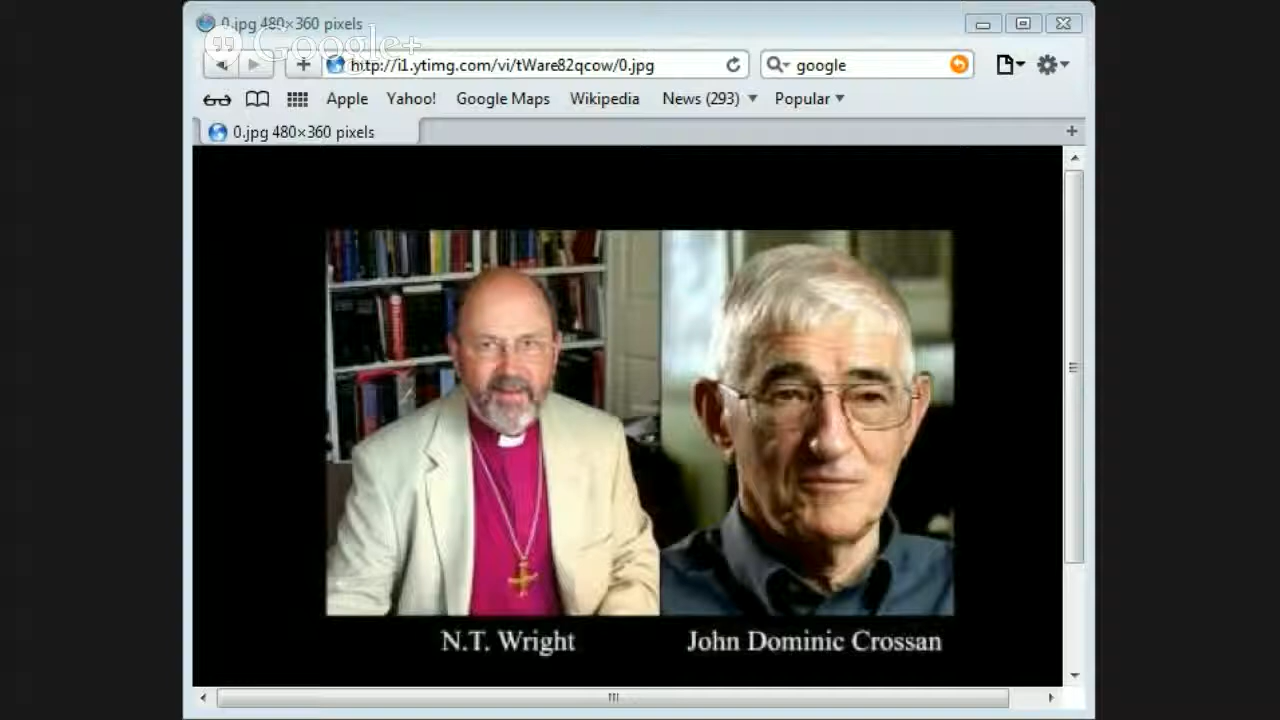 0.jpg 480×360 pixels
Google+
http://i1.ytimg.com/vi/tWare82qcow/0.jpg
google
Apple Yahoo! Google Maps Wikipedia News (293) Popular
0.jpg 480×360 pixels
N.T. Wright
John Dominic Crossan